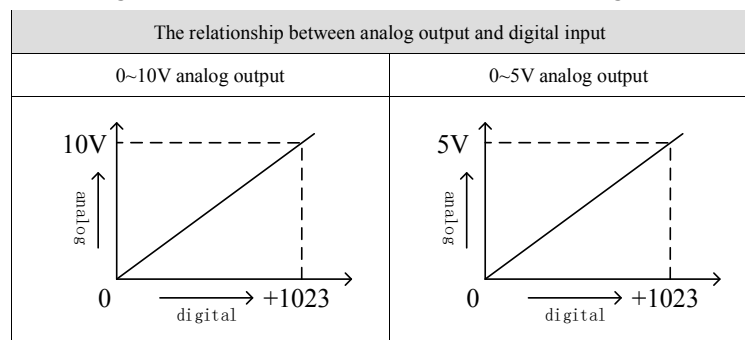 The relationship between analog output and digital input
0~10V analog output
0~5V analog output
10V
analog
0
+1023
digital
5V
analog
0
+1023
digital